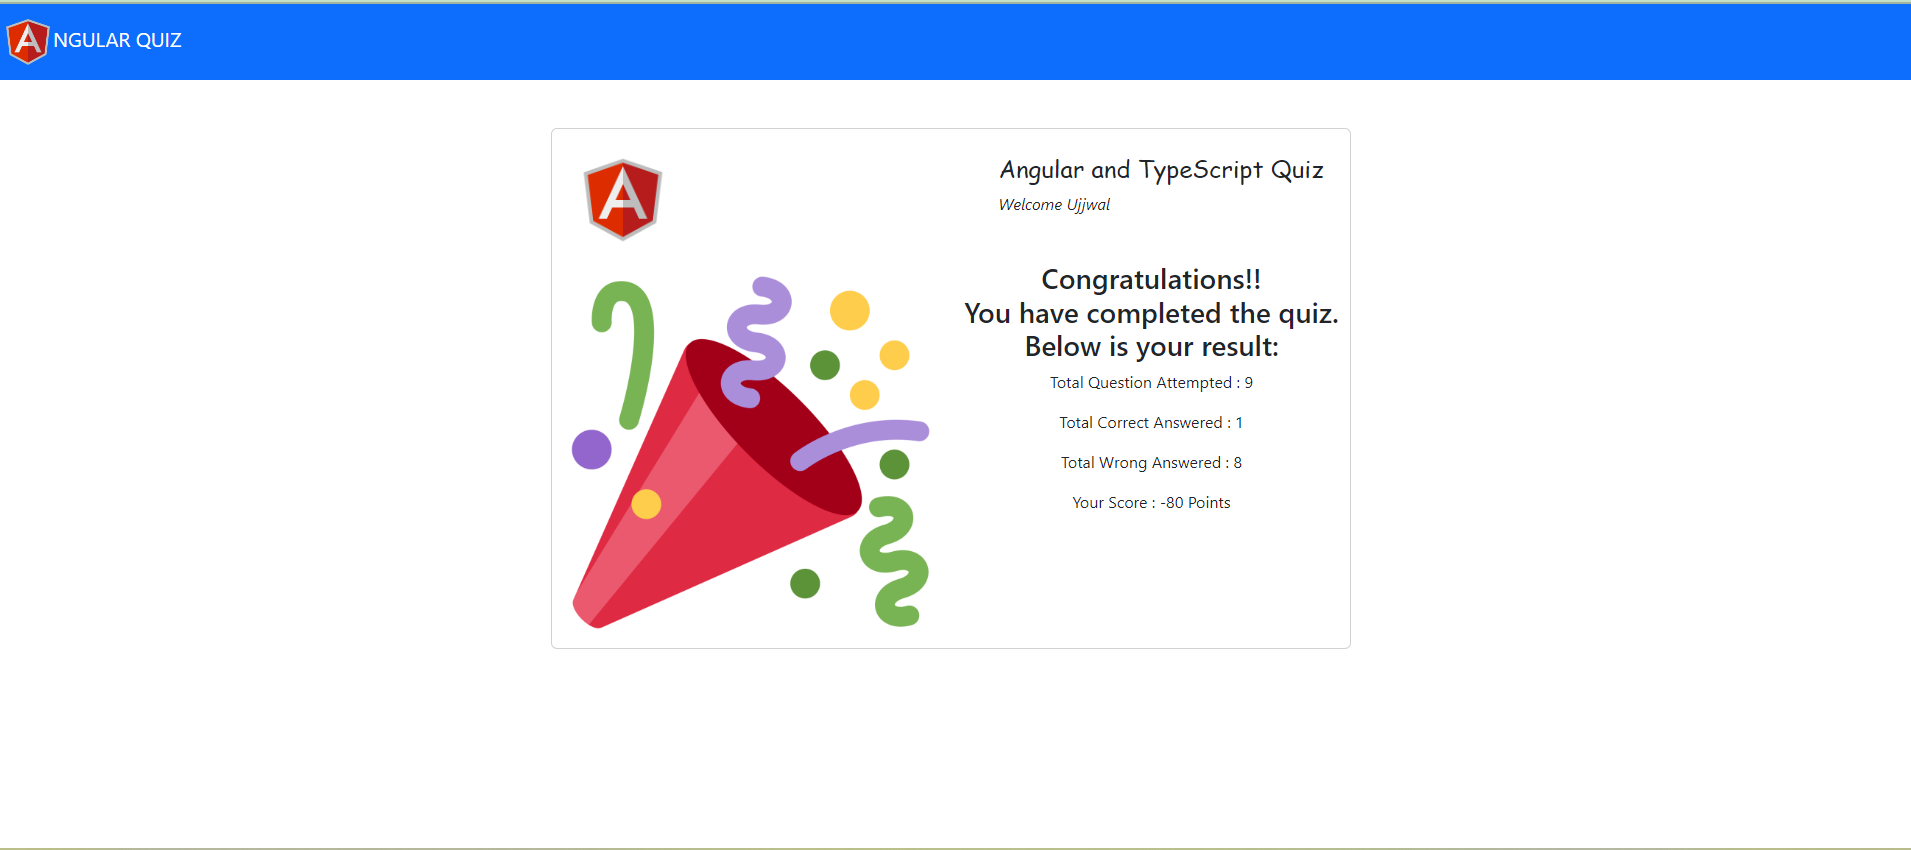 A NGULAR QUIZ
A
Angular and TypeScript Quiz
Welcome Ujjwal
Congratulations!!
You have completed the quiz.
Below is your result:
Total Question Attempted : 9
Total Correct Answered : 1
Total Wrong Answered : 8
Your Score : -80 Points